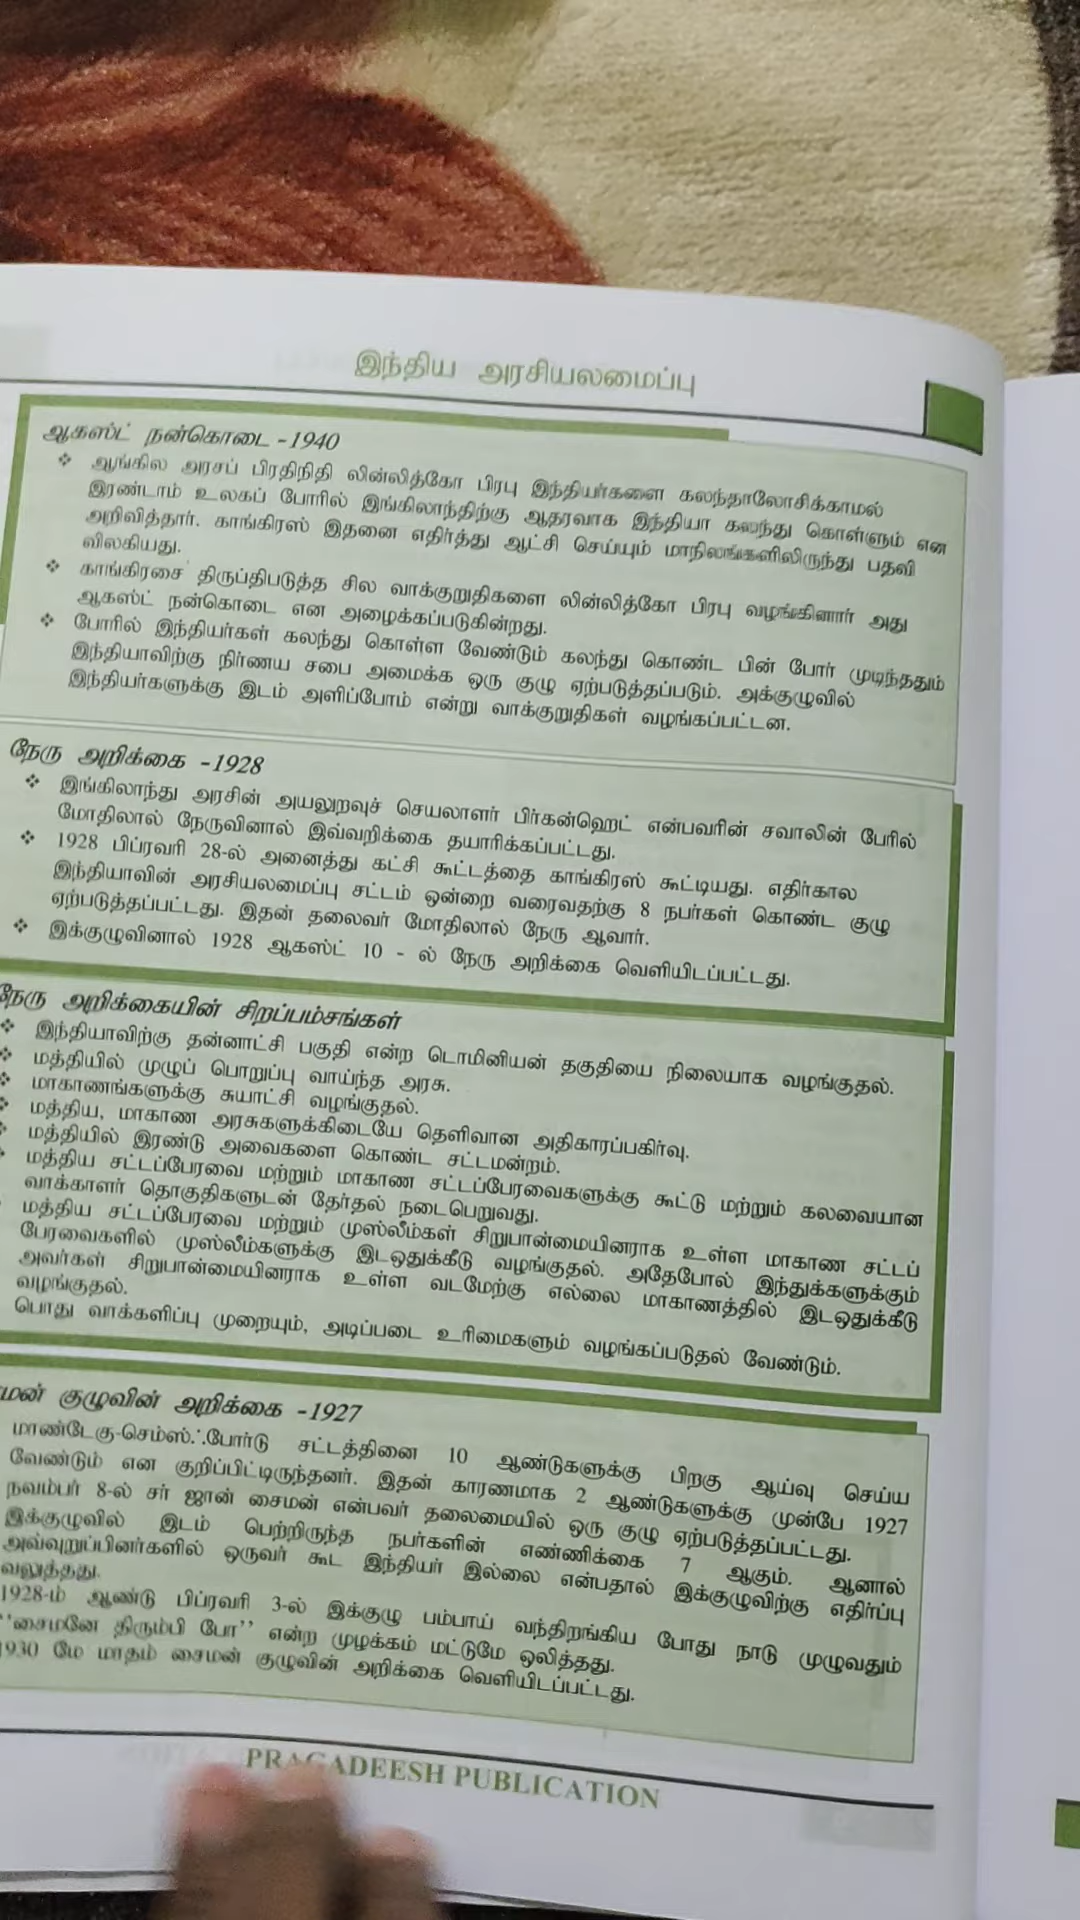 இந்திய அரசியலமைப்பு
ஆகஸ்ட் நன்கொடை -1940
❖ ஆங்கில அரசப் பிரதிநிதி லின்லித்கோ பிரபு இந்தியர்களை கலந்தாலோசிக்காமல்
இரண்டாம் உலகப் போரில் இங்கிலாந்திற்கு ஆதரவாக இந்தியா கலந்து கொள்ளும் என
அறிவித்தார். காங்கிரஸ் இதனை எதிர்த்து ஆட்சி செய்யும் மாநிலங்களிலிருந்து பதவி
விலகியது.
❖ காங்கிரசை திருப்திபடுத்த சில வாக்குறுதிகளை லின்லித்கோ பிரபு வழங்கினார் அது
ஆகஸ்ட் நன்கொடை என அழைக்கப்படுகின்றது.
❖ போரில் இந்தியர்கள் கலந்து கொள்ள வேண்டும் கலந்து கொண்ட பின் போர் முடிந்ததும்
இந்தியாவிற்கு நிர்ணய சபை அமைக்க ஒரு குழு ஏற்படுத்தப்படும். அக்குழுவில்
இந்தியர்களுக்கு இடம் அளிப்போம் என்று வாக்குறுதிகள் வழங்கப்பட்டன.
நேரு அறிக்கை -1928
❖ இங்கிலாந்து அரசின் அயலுறவுச் செயலாளர் பிர்கன்ஹெட் என்பவரின் சவாலின் பேரில்
மோதிலால் நேருவினால் இவ்வறிக்கை தயாரிக்கப்பட்டது.
❖ 1928 பிப்ரவரி 28-ல் அனைத்து கட்சி கூட்டத்தை காங்கிரஸ் கூட்டியது. எதிர்கால
இந்தியாவின் அரசியலமைப்பு சட்டம் ஒன்றை வரைவதற்கு 8 நபர்கள் கொண்ட குழு
ஏற்படுத்தப்பட்டது. இதன் தலைவர் மோதிலால் நேரு ஆவார்.
❖ இக்குழுவினால் 1928 ஆகஸ்ட் 10 - ல் நேரு அறிக்கை வெளியிடப்பட்டது.
நேரு அறிக்கையின் சிறப்பம்சங்கள்
❖ இந்தியாவிற்கு தன்னாட்சி பகுதி என்ற டொமினியன் தகுதியை நிலையாக வழங்குதல்.
❖ மத்தியில் முழுப் பொறுப்பு வாய்ந்த அரசு.
❖ மாகாணங்களுக்கு சுயாட்சி வழங்குதல்.
மத்திய, மாகாண அரசுகளுக்கிடையே தெளிவான அதிகாரப்பகிர்வு.
மத்தியில் இரண்டு அவைகளை கொண்ட சட்டமன்றம்.
மத்திய சட்டப்பேரவை மற்றும் மாகாண சட்டப்பேரவைகளுக்கு கூட்டு மற்றும் கலவையான
வாக்காளர் தொகுதிகளுடன் தேர்தல் நடைபெறுவது.
மத்திய சட்டப்பேரவை மற்றும் முஸ்லீம்கள் சிறுபான்மையினராக உள்ள மாகாண சட்டப்
பேரவைகளில் முஸ்லீம்களுக்கு இடஒதுக்கீடு வழங்குதல். அதேபோல் இந்துக்களுக்கும்
அவர்கள் சிறுபான்மையினராக உள்ள வடமேற்கு எல்லை மாகாணத்தில் இடஒதுக்கீடு
வழங்குதல்.
பொது வாக்களிப்பு முறையும், அடிப்படை உரிமைகளும் வழங்கப்படுதல் வேண்டும்.
மன் குழுவின் அறிக்கை -1927
மாண்டேகு-செம்ஸ்ஃபோர்டு சட்டத்தினை 10 ஆண்டுகளுக்கு பிறகு ஆய்வு செய்ய
வேண்டும் என குறிப்பிட்டிருந்தனர். இதன் காரணமாக 2 ஆண்டுகளுக்கு முன்பே 1927
நவம்பர் 8-ல் சர் ஜான் சைமன் என்பவர் தலைமையில் ஒரு குழு ஏற்படுத்தப்பட்டது.
இக்குழுவில் இடம் பெற்றிருந்த நபர்களின் எண்ணிக்கை 7 ஆகும். ஆனால்
அவ்வுறுப்பினர்களில் ஒருவர் கூட இந்தியர் இல்லை என்பதால் இக்குழுவிற்கு எதிர்ப்பு
வலுத்தது.
1928-ம் ஆண்டு பிப்ரவரி 3-ல் இக்குழு பம்பாய் வந்திறங்கிய போது நாடு முழுவதும்
''சைமனே திரும்பி போ'' என்ற முழக்கம் மட்டுமே ஒலித்தது.
1930 மே மாதம் சைமன் குழுவின் அறிக்கை வெளியிடப்பட்டது.
PRAGADEESH PUBLICATION